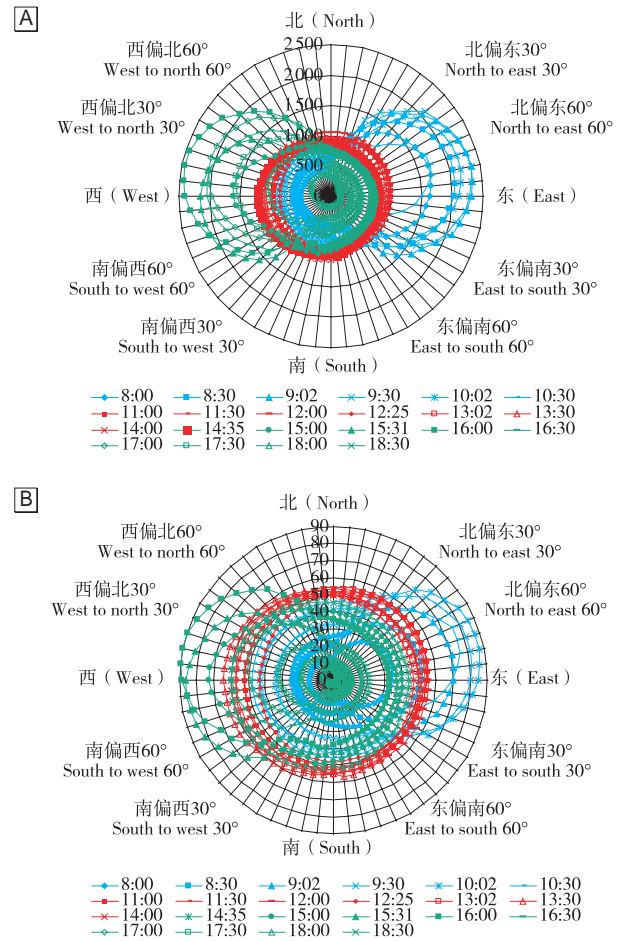 A
北（North）
2 500
2 000
1 500
1 000
500
0
西偏北60°
West to north 60°
北偏东30°
North to east 30°
西偏北30°
West to north 30°
北偏东60°
North to east 60°
西（West）
东（East）
南偏西60°
South to west 60°
东偏南30°
East to south 30°
南偏西30°
South to west 30°
东偏南60°
East to south 60°
南（South）
8:00 8:30 9:02 9:30 10:02 10:30
11:00 11:30 12:00 12:25 13:02 13:30
14:00 14:35 15:00 15:31 16:00 16:30
17:00 17:30 18:00 18:30
B
北（North）
90
80
70
60
50
40
30
20
10
0
西偏北60°
West to north 60°
北偏东30°
North to east 30°
西偏北30°
West to north 30°
北偏东60°
North to east 60°
西（West）
东（East）
南偏西60°
South to west 60°
东偏南30°
East to south 30°
南偏西30°
South to west 30°
东偏南60°
East to south 60°
南（South）
8:00 8:30 9:02 9:30 10:02 10:30
11:00 11:30 12:00 12:25 13:02 13:30
14:00 14:35 15:00 15:31 16:00 16:30
17:00 17:30 18:00 18:30